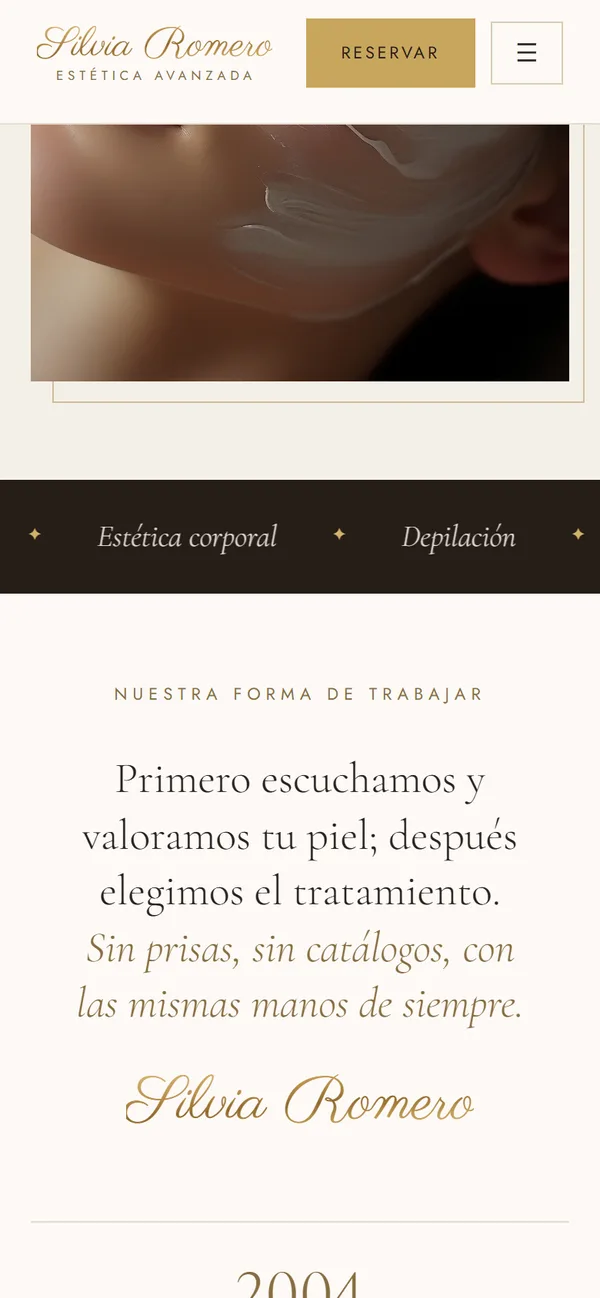 Silvia Romero
ESTÉTICA AVANZADA
RESERVAR
Estética corporal
Depilación
NUESTRA FORMA DE TRABAJAR
Primero escuchamos y
valoramos tu piel; después
elegimos el tratamiento.
Sin prisas, sin catálogos, con
las mismas manos de siempre.
Silvia Romero
2004